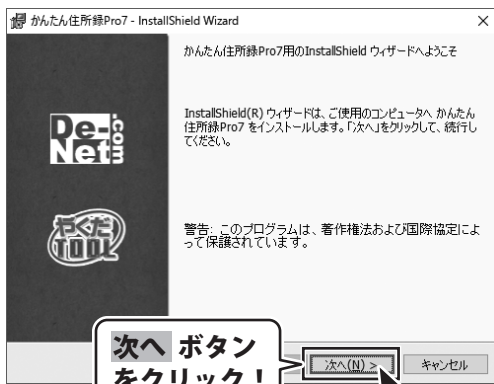 かんたん住所録Pro7 - InstallShield Wizard
かんたん住所録Pro7用のInstallShield ウィザードへようこそ
InstallShield(R) ウィザードは、ご使用のコンピュータへ かんたん
住所録Pro7 をインストールします。「次へ」をクリックして、続行し
てください。
De-Net.com
やくだち
TOOL
警告: このプログラムは、著作権法および国際協定によ
って保護されています。
次へ ボタン
をクリック！
次へ(N) >
キャンセル